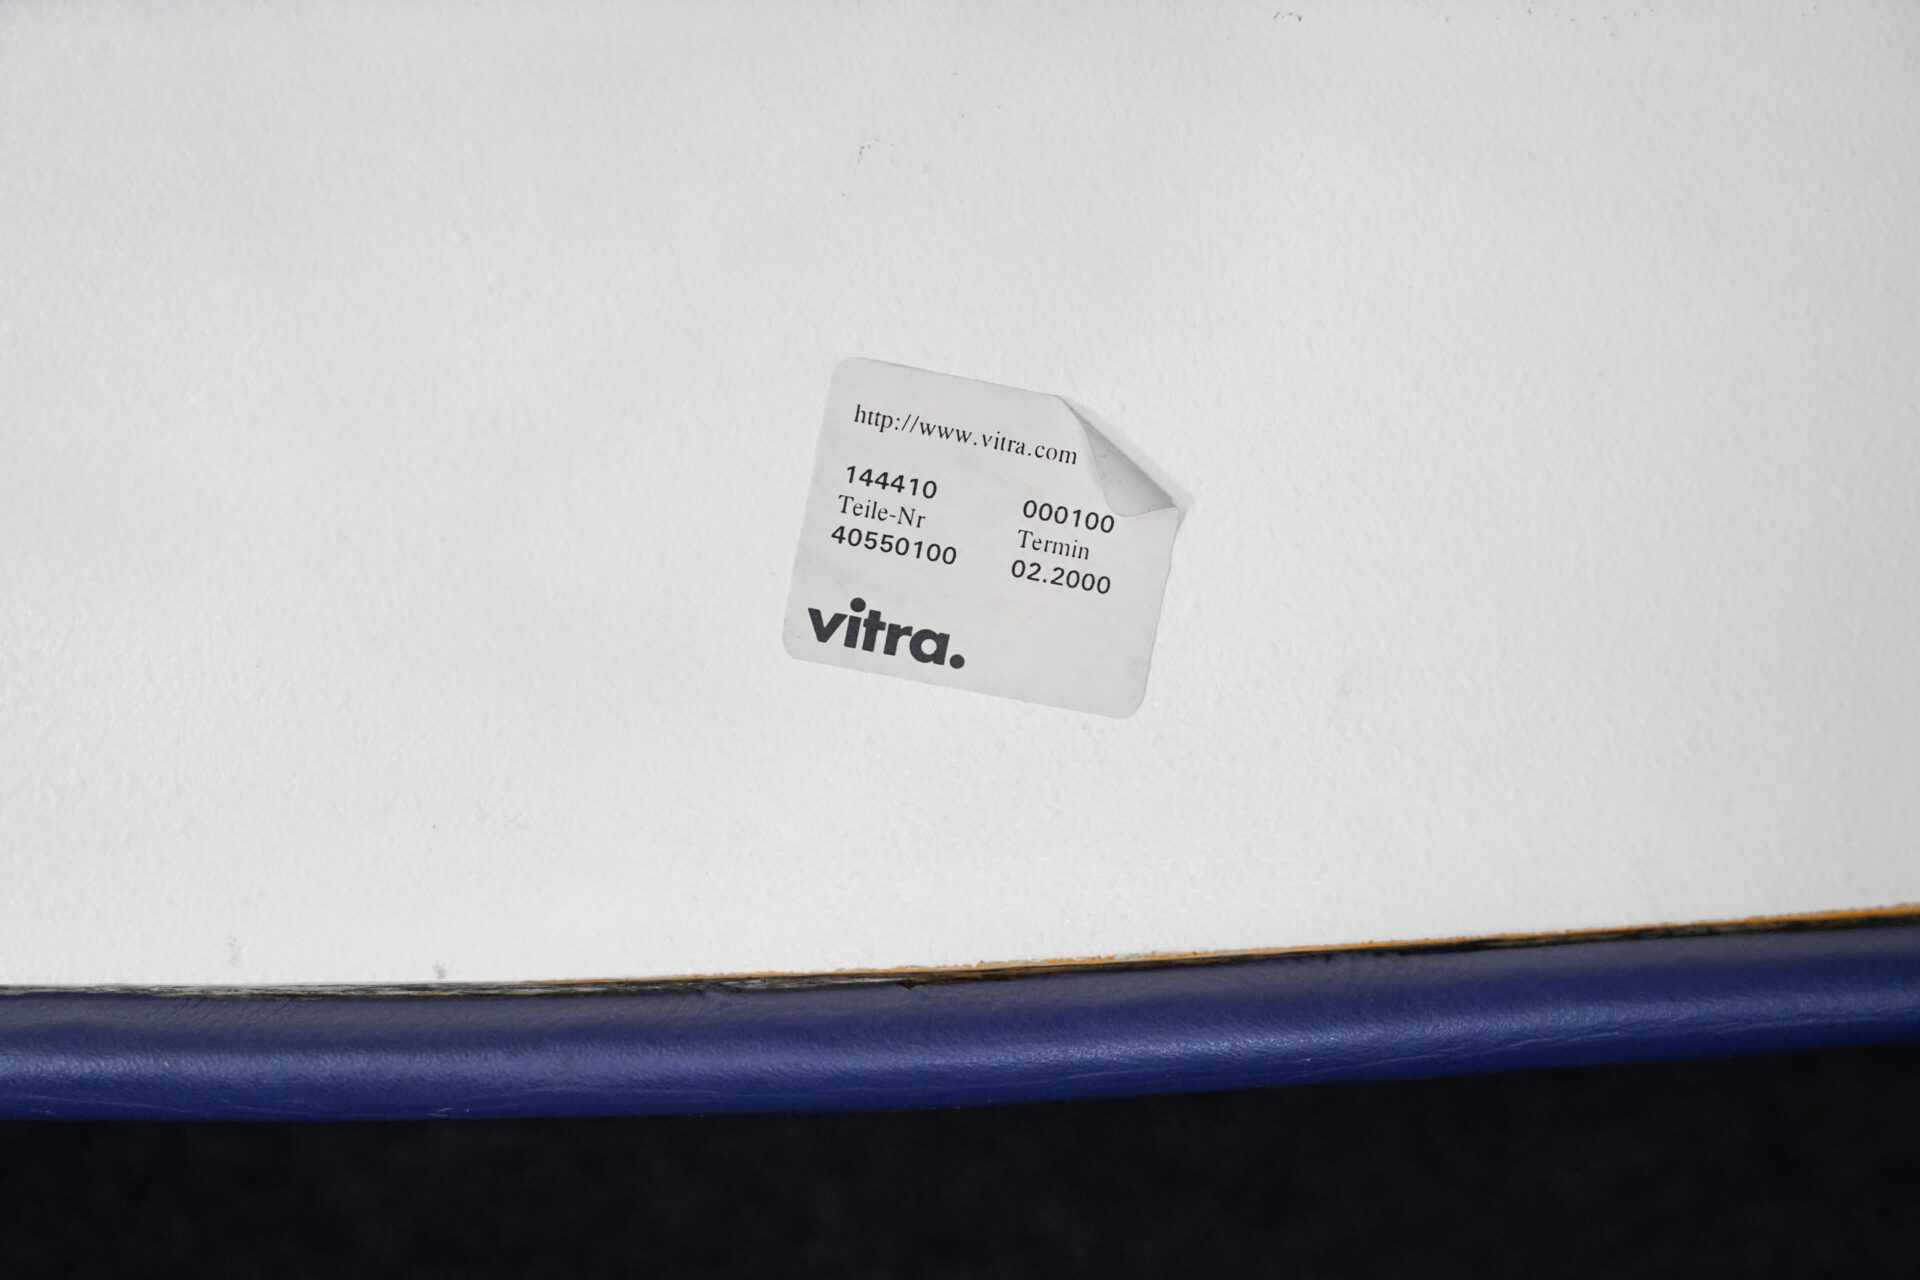 http://www.vitra.com
144410 000100
Teile-Nr Termin
40550100 02.2000
vitra.